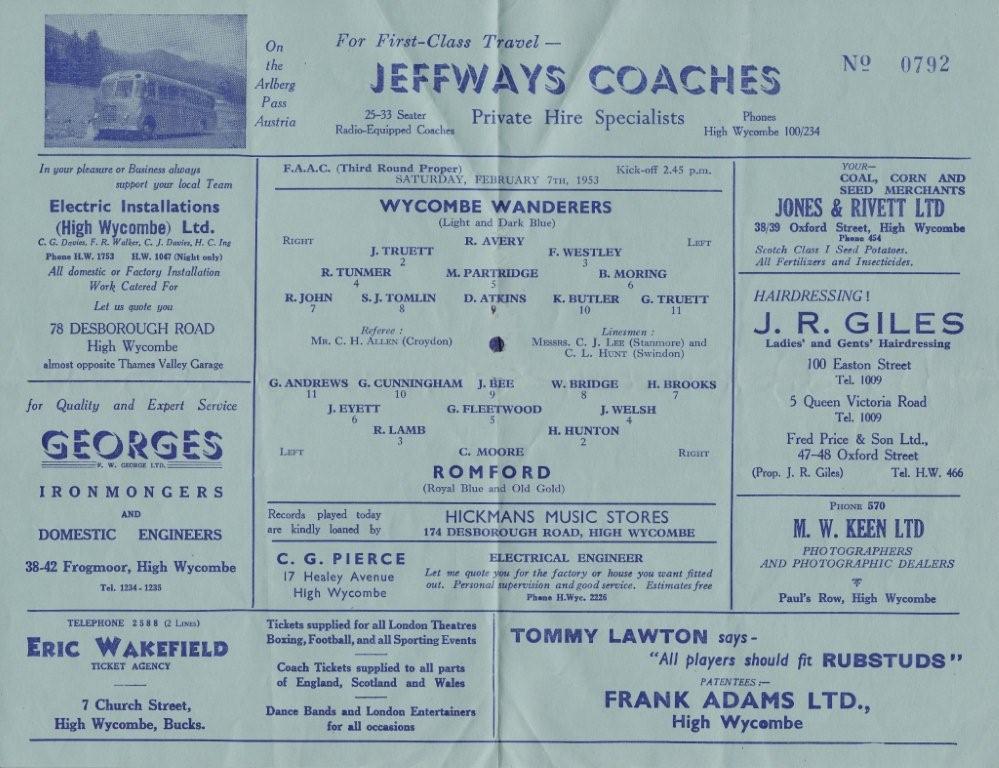 On
the
Arlberg
Pass
Austria
For First-Class Travel —
JEFFWAYS COACHES
25-33 Seater
Radio-Equipped Coaches
Private Hire Specialists
Phones
High Wycombe 100/234
Nº 0792
In your pleasure or Business always
support your local Team
Electric Installations
(High Wycombe) Ltd.
C. G. Davies, F. R. Walker, C. J. Davies, H. C. Ing
Phone H.W. 1753 H.W. 1047 (Night only)
All domestic or Factory Installation
Work Catered For
Let us quote you
78 DESBOROUGH ROAD
High Wycombe
almost opposite Thames Valley Garage
for Quality and Expert Service
GEORGES
F. W. GEORGE LTD.
IRONMONGERS
AND
DOMESTIC ENGINEERS
38-42 Frogmoor, High Wycombe
Tel. 1234 - 1235
F.A.A.C. (Third Round Proper) Kick-off 2.45 p.m.
SATURDAY, FEBRUARY 7TH, 1953
WYCOMBE WANDERERS
(Light and Dark Blue)
RIGHT R. AVERY LEFT
J. TRUETT F. WESTLEY
2 3
R. TUNMER M. PARTRIDGE B. MORING
4 5 6
R. JOHN S. J. TOMLIN D. ATKINS K. BUTLER G. TRUETT
7 8 9 10 11
Referee :
MR. C. H. ALLEN (Croydon)
Linesmen :
MESSRS. C. J. LEE (Stanmore) and
C. L. HUNT (Swindon)
G. ANDREWS G. CUNNINGHAM J. BEE W. BRIDGE H. BROOKS
11 10 9 8 7
J. EYETT G. FLEETWOOD J. WELSH
6 5 4
R. LAMB H. HUNTON
3 2
LEFT C. MOORE RIGHT
ROMFORD
(Royal Blue and Old Gold)
Records played today
are kindly loaned by
HICKMANS MUSIC STORES
174 DESBOROUGH ROAD, HIGH WYCOMBE
C. G. PIERCE
17 Healey Avenue
High Wycombe
ELECTRICAL ENGINEER
Let me quote you for the factory or house you want fitted
out. Personal supervision and good service. Estimates free
Phone H.Wyc. 2226
YOUR—
COAL, CORN AND
SEED MERCHANTS
JONES & RIVETT LTD
38/39 Oxford Street, High Wycombe
Phone 454
Scotch Class I Seed Potatoes.
All Fertilizers and Insecticides.
HAIRDRESSING !
J. R. GILES
Ladies' and Gents' Hairdressing
100 Easton Street
Tel. 1009
5 Queen Victoria Road
Tel. 1009
Fred Price & Son Ltd.,
47-48 Oxford Street
(Prop. J. R. Giles) Tel. H.W. 466
PHONE 570
M. W. KEEN LTD
PHOTOGRAPHERS
AND PHOTOGRAPHIC DEALERS
Paul's Row, High Wycombe
TELEPHONE 2588 (2 LINES)
ERIC WAKEFIELD
TICKET AGENCY
7 Church Street,
High Wycombe, Bucks.
Tickets supplied for all London Theatres
Boxing, Football, and all Sporting Events
Coach Tickets supplied to all parts
of England, Scotland and Wales
Dance Bands and London Entertainers
for all occasions
TOMMY LAWTON says -
"All players should fit RUBSTUDS"
PATENTEES :—
FRANK ADAMS LTD.,
High Wycombe